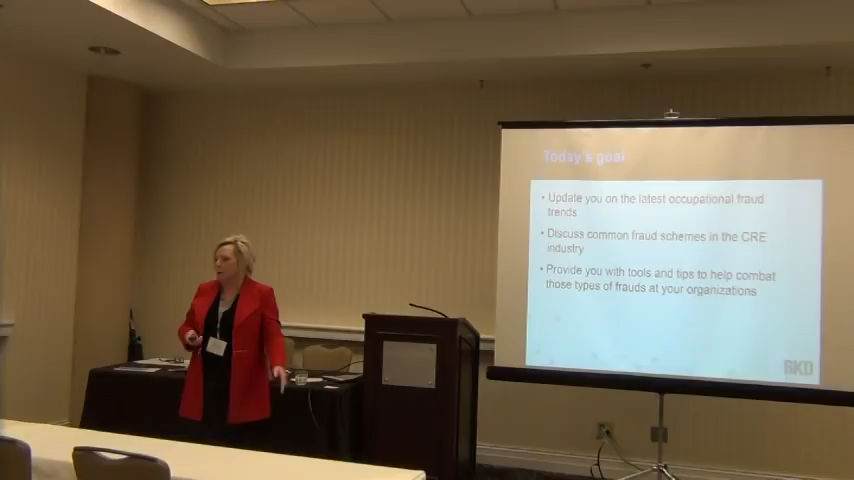 Today's goal
• Update you on the latest occupational fraud
trends
• Discuss common fraud schemes in the CRE
industry
• Provide you with tools and tips to help combat
those types of frauds at your organizations
BKD